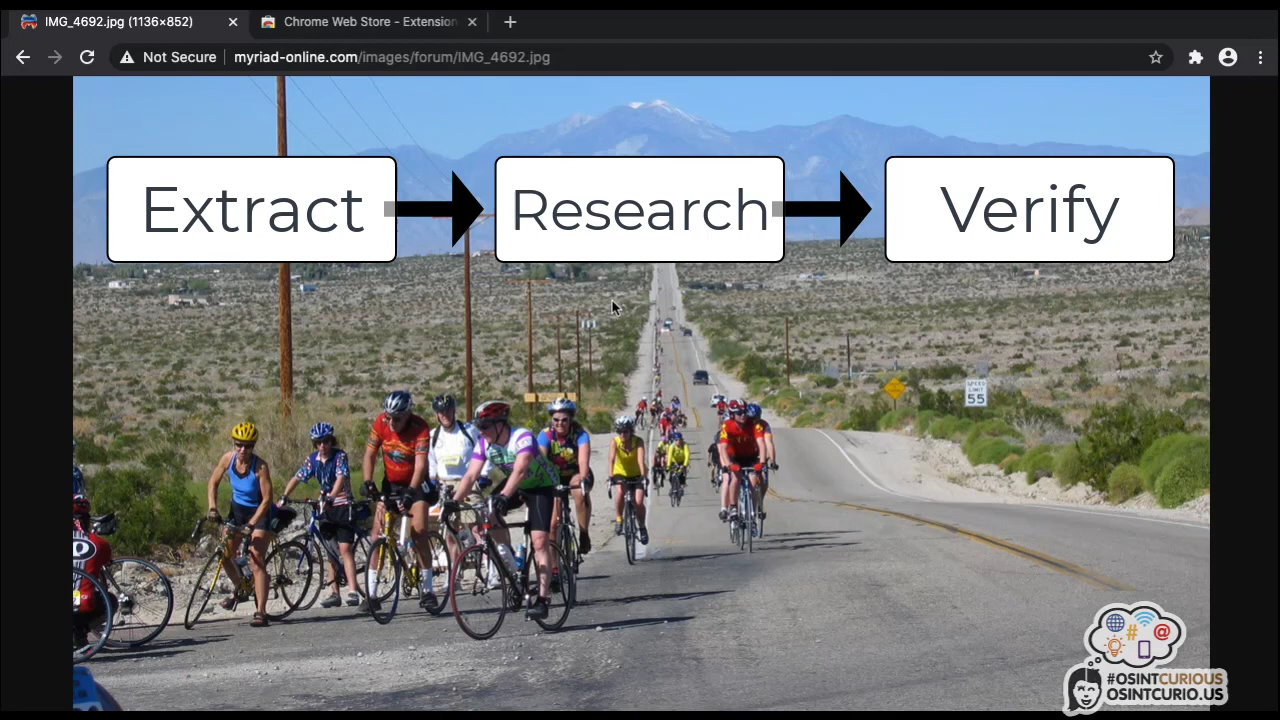 IMG_4692.jpg (1136×852)
Chrome Web Store - Extension
Not Secure
myriad-online.com/images/forum/IMG_4692.jpg
Extract
Research
Verify
SPEED
LIMIT
55
#OSINTCURIOUS
OSINTCURIO.US